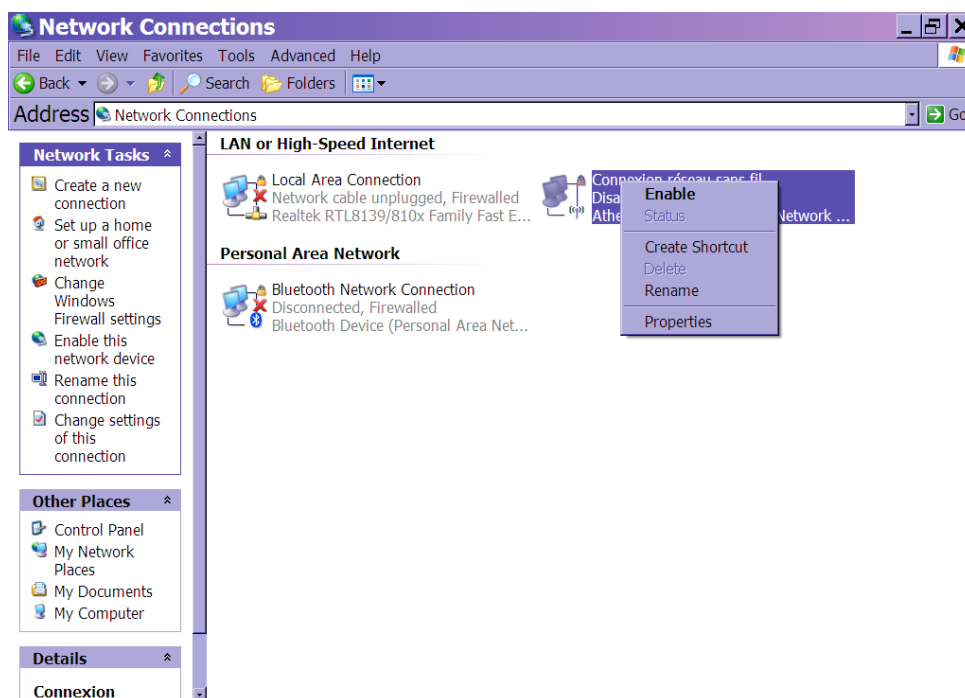 Network Connections
File Edit View Favorites Tools Advanced Help
Back Search Folders
Address Network Connections Go
Network Tasks
Create a new
connection
Set up a home
or small office
network
Change
Windows
Firewall settings
Enable this
network device
Rename this
connection
Change settings
of this
connection
Other Places
Control Panel
My Network
Places
My Documents
My Computer
Details
Connexion
LAN or High-Speed Internet
Local Area Connection
Network cable unplugged, Firewalled
Realtek RTL8139/810x Family Fast E...
Connexion réseau sans fil
Disa
Athe Network ...
Enable
Status
Create Shortcut
Delete
Rename
Properties
Personal Area Network
Bluetooth Network Connection
Disconnected, Firewalled
Bluetooth Device (Personal Area Net...